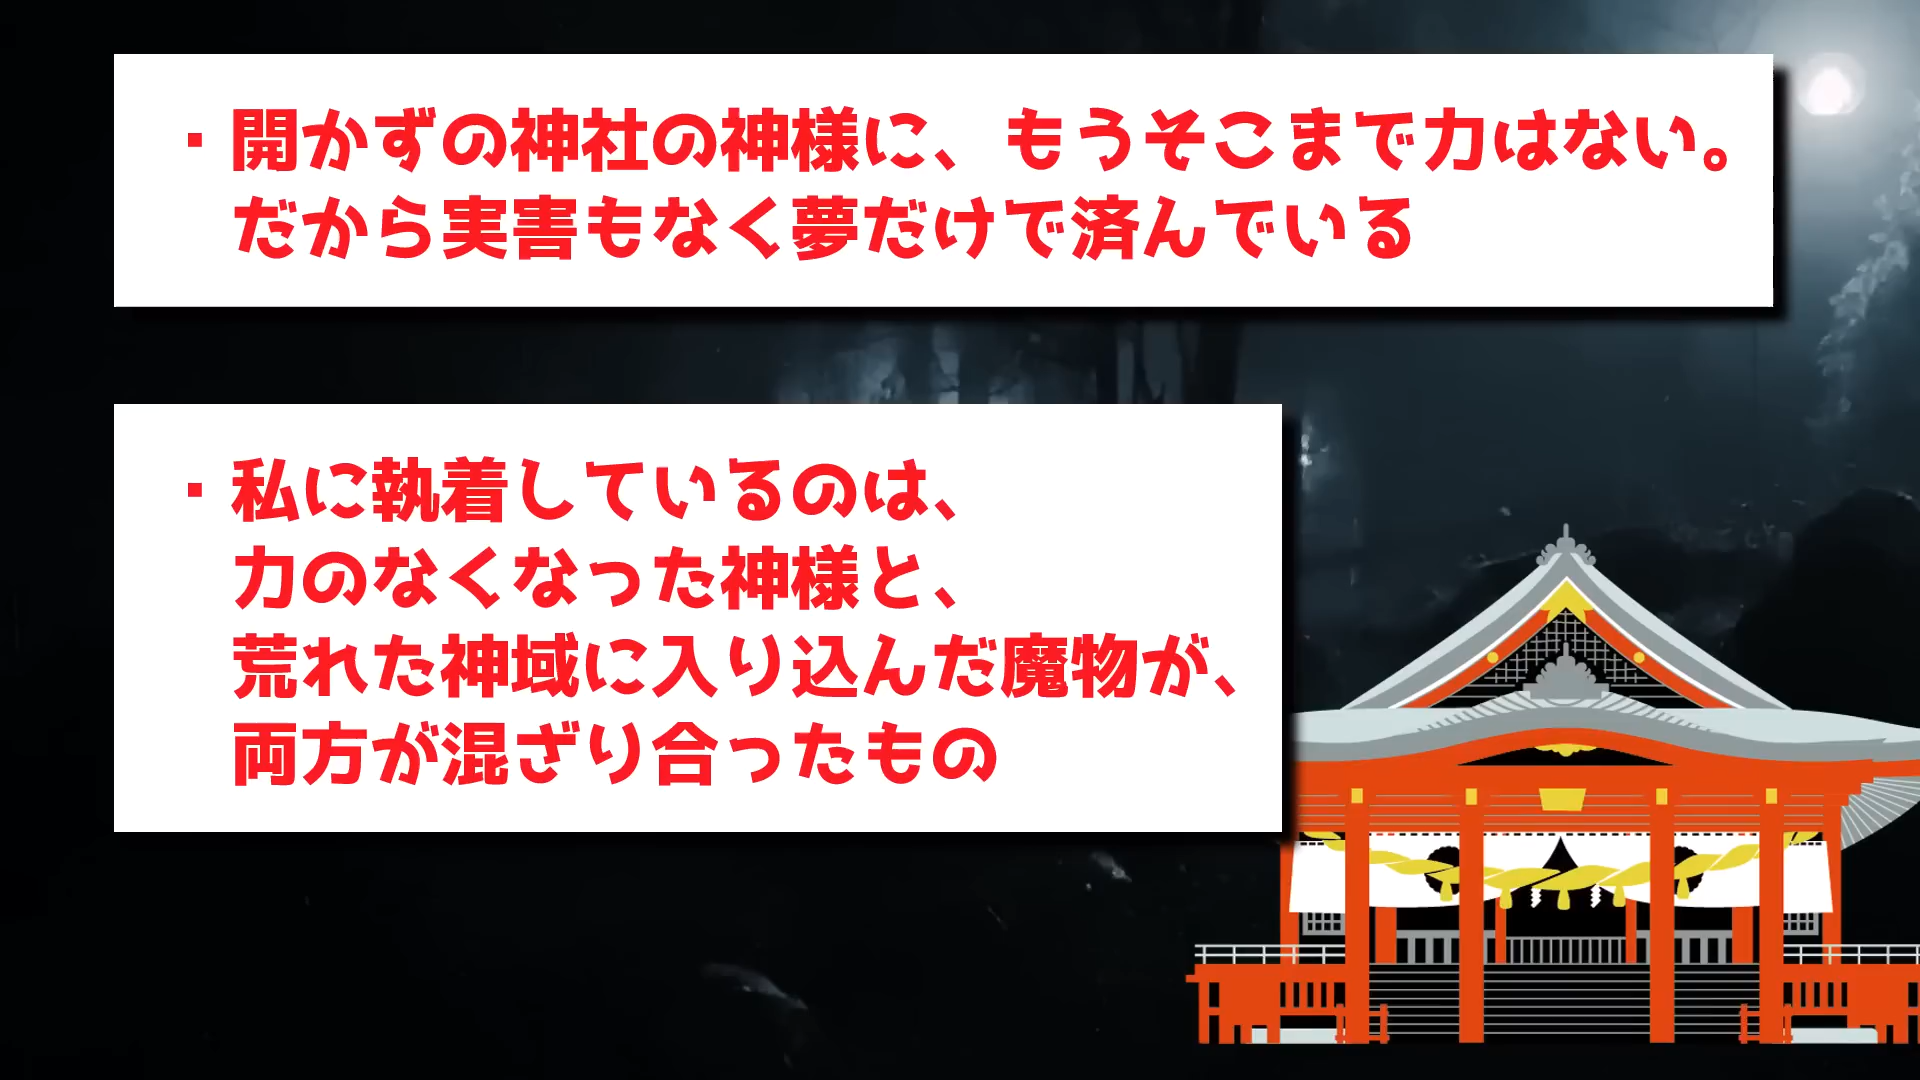 ・開かずの神社の神様に、もうそこまで力はない。
だから実害もなく夢だけで済んでいる
・私に執着しているのは、
力のなくなった神様と、
荒れた神域に入り込んだ魔物が、
両方が混ざり合ったもの